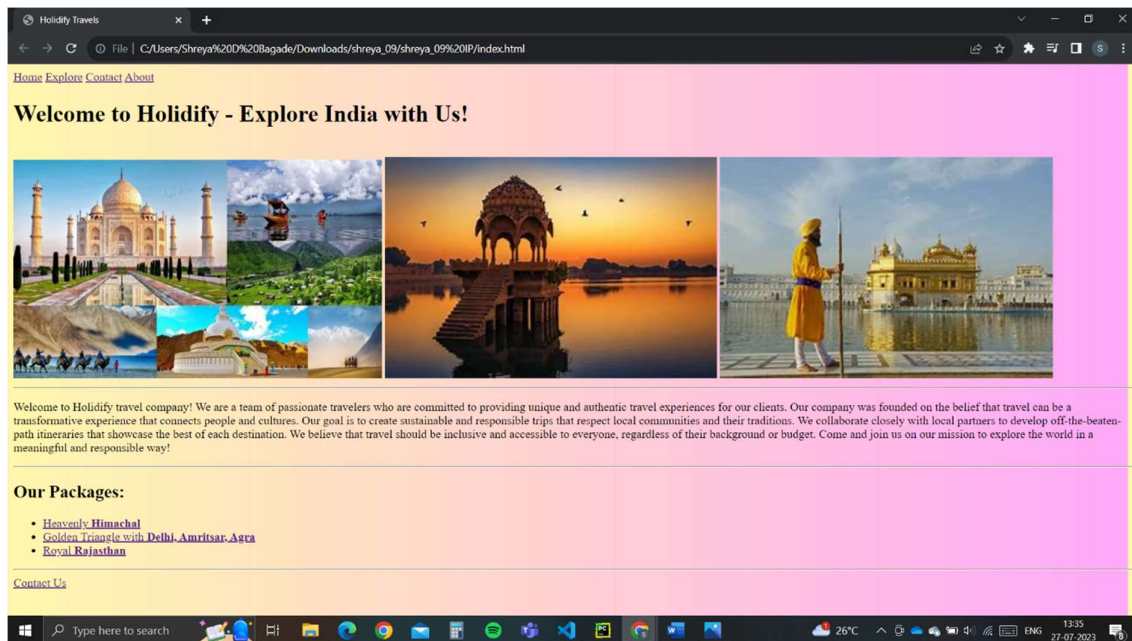 Holidify Travels
File | C:/Users/Shreya%20D%20Bagade/Downloads/shreya_09/shreya_09%20IP/index.html
S
Home Explore Contact About
Welcome to Holidify - Explore India with Us!
Welcome to Holidify travel company! We are a team of passionate travelers who are committed to providing unique and authentic travel experiences for our clients. Our company was founded on the belief that travel can be a
transformative experience that connects people and cultures. Our goal is to create sustainable and responsible trips that respect local communities and their traditions. We collaborate closely with local partners to develop off-the-beaten-
path itineraries that showcase the best of each destination. We believe that travel should be inclusive and accessible to everyone, regardless of their background or budget. Come and join us on our mission to explore the world in a
meaningful and responsible way!
Our Packages:
Heavenly Himachal
Golden Triangle with Delhi, Amritsar, Agra
Royal Rajasthan
Contact Us
Type here to search
26°C
ENG
13:35
27-07-2023